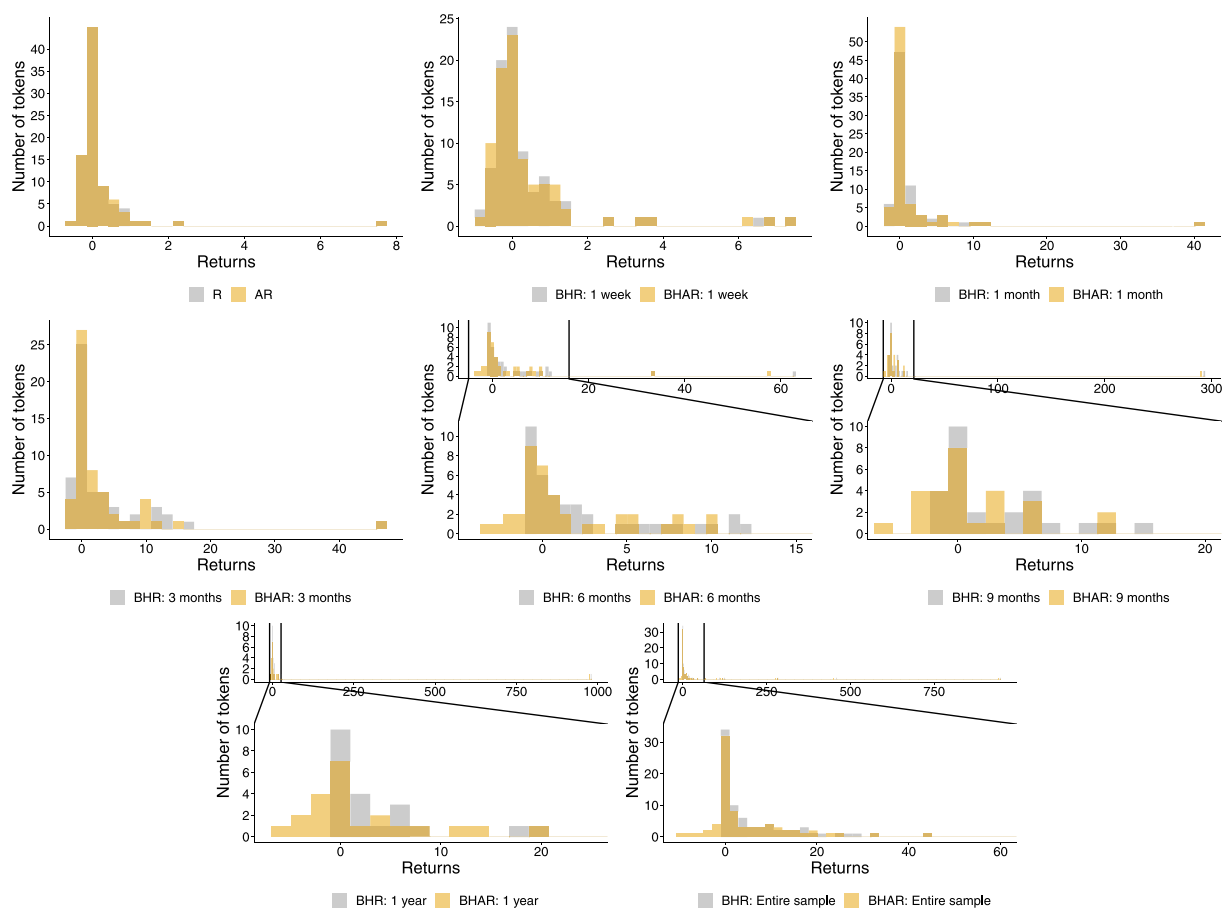 Number of tokens
40
35
30
25
20
15
10
5
0
0 2 4 6 8
Returns
R AR
Number of tokens
25
20
15
10
5
0
0 2 4 6
Returns
BHR: 1 week BHAR: 1 week
Number of tokens
50
45
40
35
30
25
20
15
10
5
0
0 10 20 30 40
Returns
BHR: 1 month BHAR: 1 month
Number of tokens
25
20
15
10
5
0
0 10 20 30 40
Returns
BHR: 3 months BHAR: 3 months
Number of tokens
10
8
6
4
2
0
0 20 40 60
10
8
6
4
2
0
0 5 10 15
Returns
BHR: 6 months BHAR: 6 months
Number of tokens
10
8
6
4
2
0
0 100 200 300
10
8
6
4
2
0
0 10 20
Returns
BHR: 9 months BHAR: 9 months
Number of tokens
10
8
6
4
2
0
0 250 500 750 1000
10
8
6
4
2
0
0 10 20
Returns
BHR: 1 year BHAR: 1 year
Number of tokens
30
20
10
0
0 250 500 750
30
20
10
0
0 20 40 60
Returns
BHR: Entire sample BHAR: Entire sample